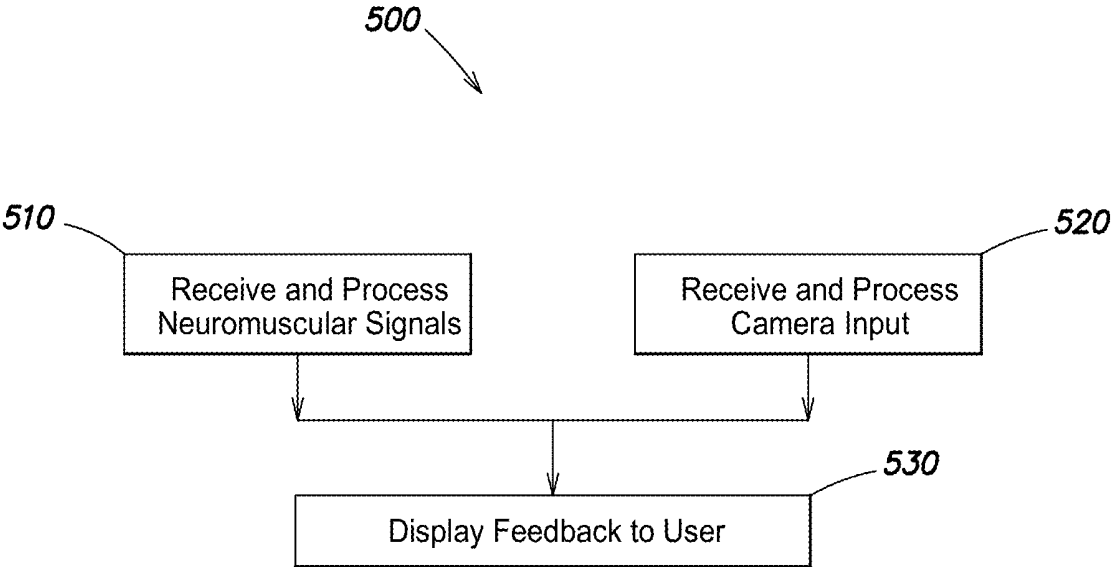 500
510
520
Receive and Process
Neuromuscular Signals
Receive and Process
Camera Input
530
Display Feedback to User